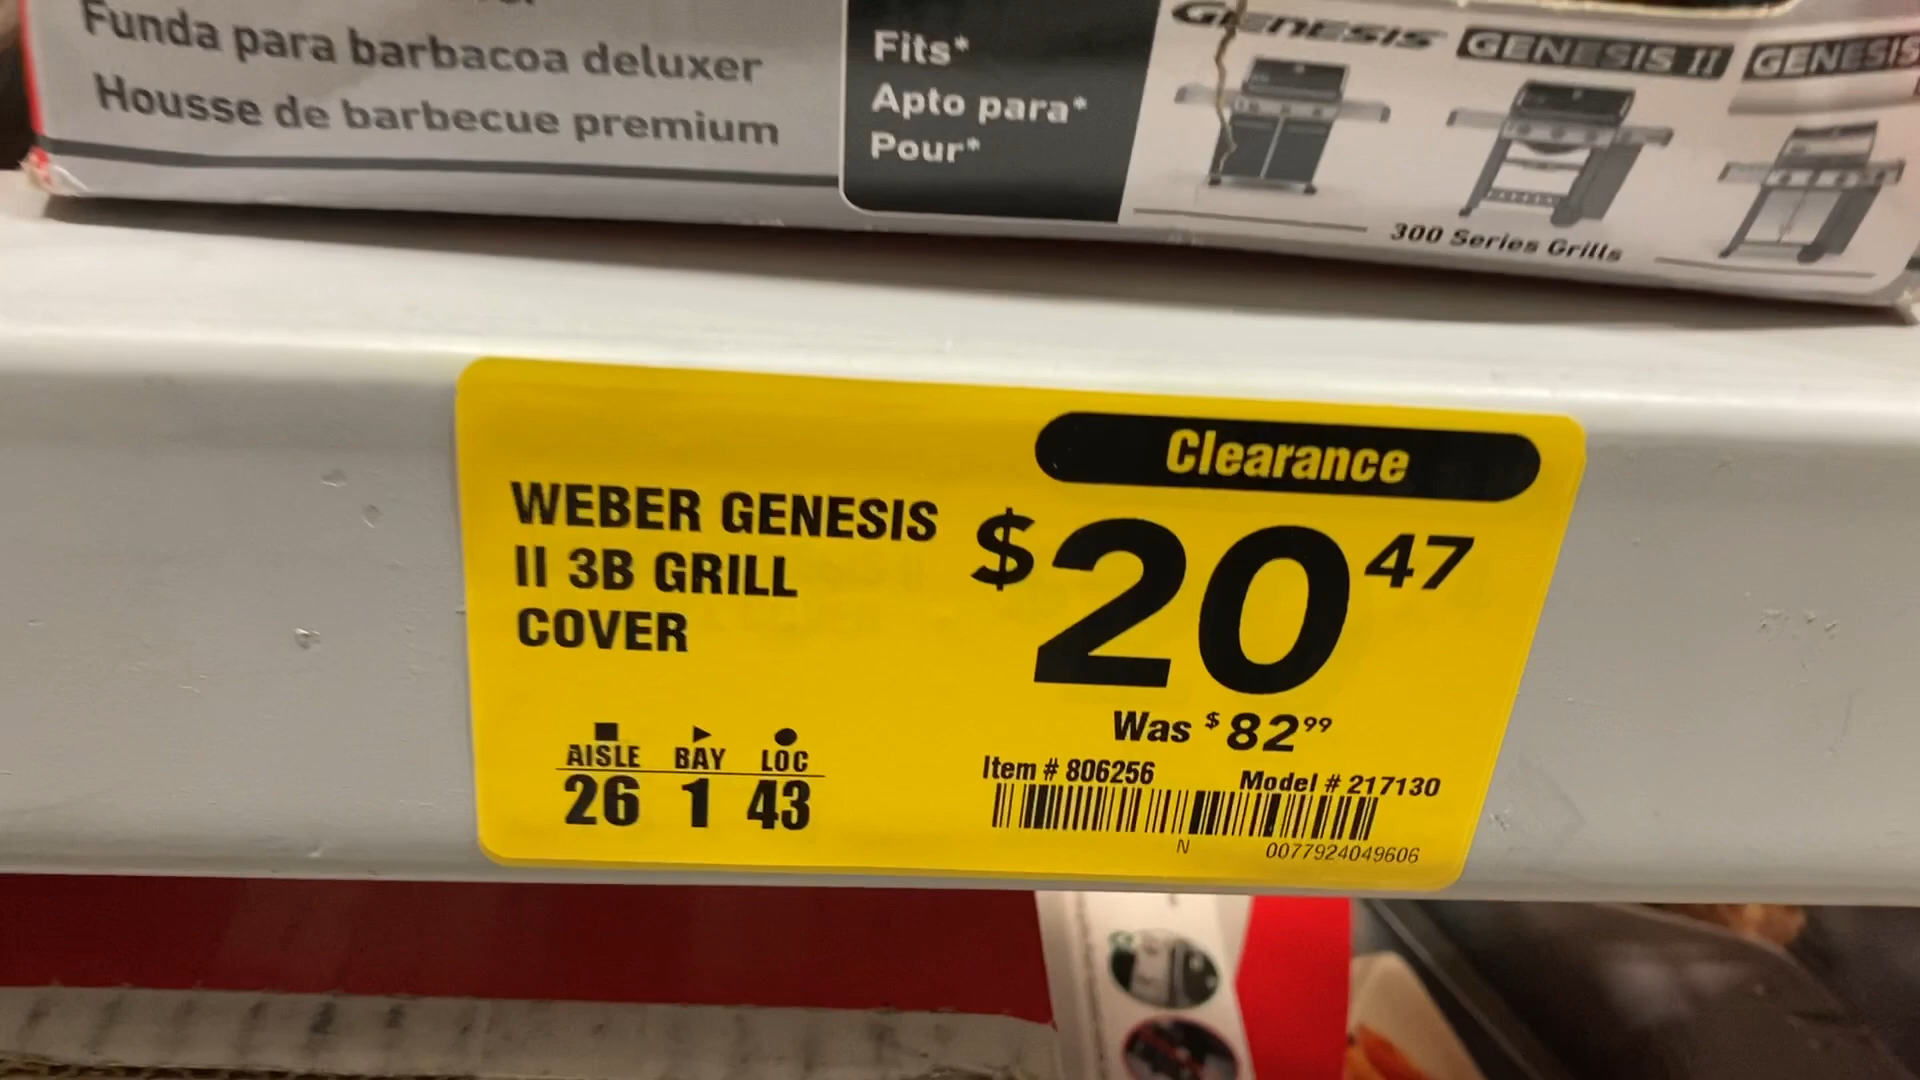 Funda para barbacoa deluxer
Housse de barbecue premium
Fits*
Apto para*
Pour*
GENESIS
GENESIS II
GENESIS
300 Series Grills
Clearance
WEBER GENESIS
II 3B GRILL
COVER
$20 47
Was $82 99
AISLE BAY LOC
26 1 43
Item # 806256 Model # 217130
N 0077924049606